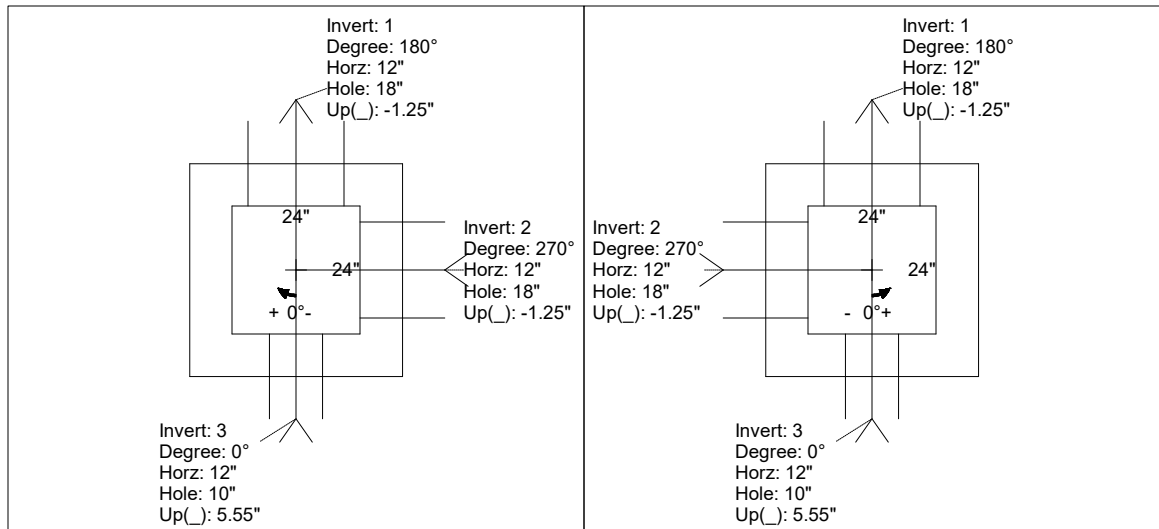 Invert: 1
Degree: 180°
Horz: 12"
Hole: 18"
Up(_): -1.25"
24"
24"
Invert: 2
Degree: 270°
Horz: 12"
Hole: 18"
Up(_): -1.25"
+ 0°-
Invert: 3
Degree: 0°
Horz: 12"
Hole: 10"
Up(_): 5.55"
Invert: 1
Degree: 180°
Horz: 12"
Hole: 18"
Up(_): -1.25"
24"
Invert: 2
Degree: 270°
Horz: 12"
Hole: 18"
Up(_): -1.25"
24"
- 0°+
Invert: 3
Degree: 0°
Horz: 12"
Hole: 10"
Up(_): 5.55"